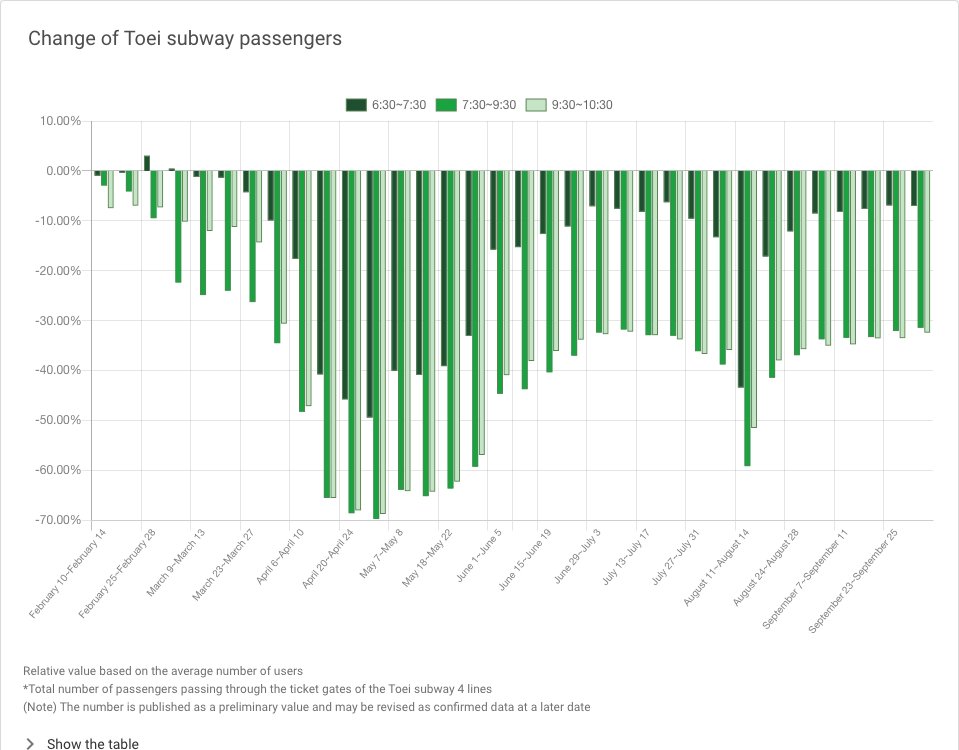 Change of Toei subway passengers
6:30~7:30 7:30~9:30 9:30~10:30
10.00%
0.00%
-10.00%
-20.00%
-30.00%
-40.00%
-50.00%
-60.00%
-70.00%
February 10~February 14
February 25~February 28
March 9~March 13
March 23~March 27
April 6~April 10
April 20~April 24
May 7~May 8
May 18~May 22
June 1~June 5
June 15~June 19
June 29~July 3
July 13~July 17
July 27~July 31
August 11~August 14
August 24~August 28
September 7~September 11
September 23~September 25
Relative value based on the average number of users
*Total number of passengers passing through the ticket gates of the Toei subway 4 lines
(Note) The number is published as a preliminary value and may be revised as confirmed data at a later date
Show the table